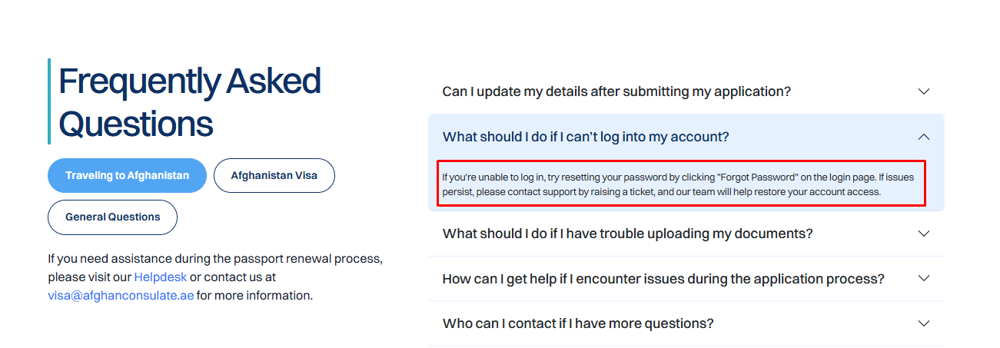 Frequently Asked
Questions
Traveling to Afghanistan
Afghanistan Visa
General Questions
If you need assistance during the passport renewal process,
please visit our Helpdesk or contact us at
visa@afghanconsulate.ae for more information.
Can I update my details after submitting my application?
What should I do if I can’t log into my account?
If you're unable to log in, try resetting your password by clicking "Forgot Password" on the login page. If issues
persist, please contact support by raising a ticket, and our team will help restore your account access.
What should I do if I have trouble uploading my documents?
How can I get help if I encounter issues during the application process?
Who can I contact if I have more questions?